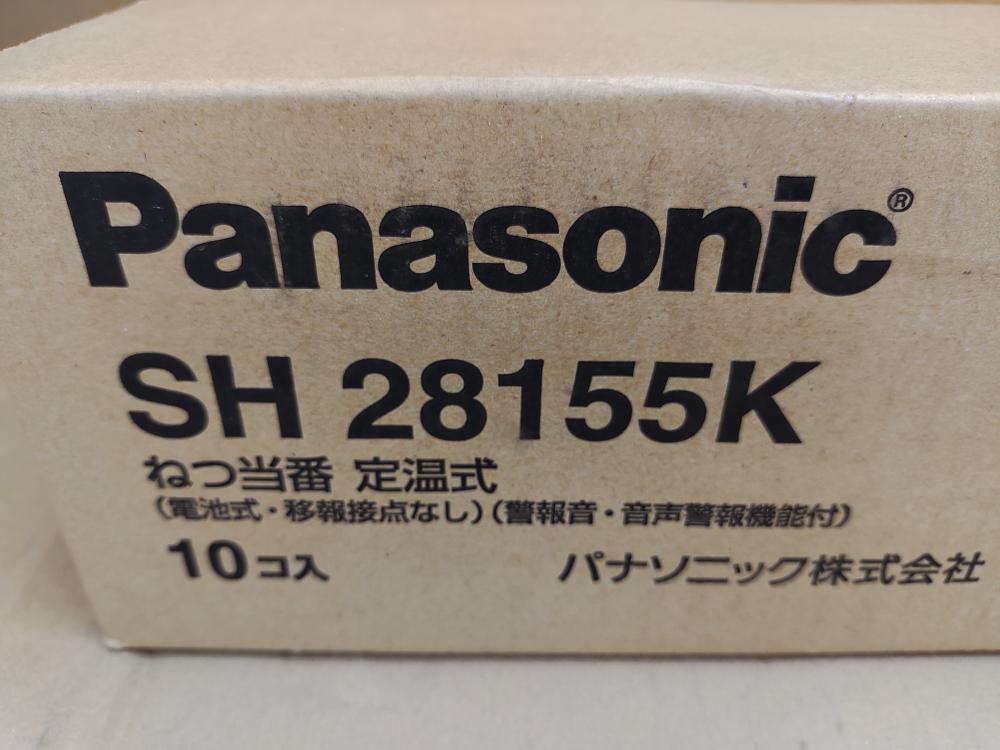 Panasonic®
SH 28155K
ねつ当番 定温式
(電池式・移報接点なし)(警報音・音声警報機能付)
10コ入 パナソニック株式会社